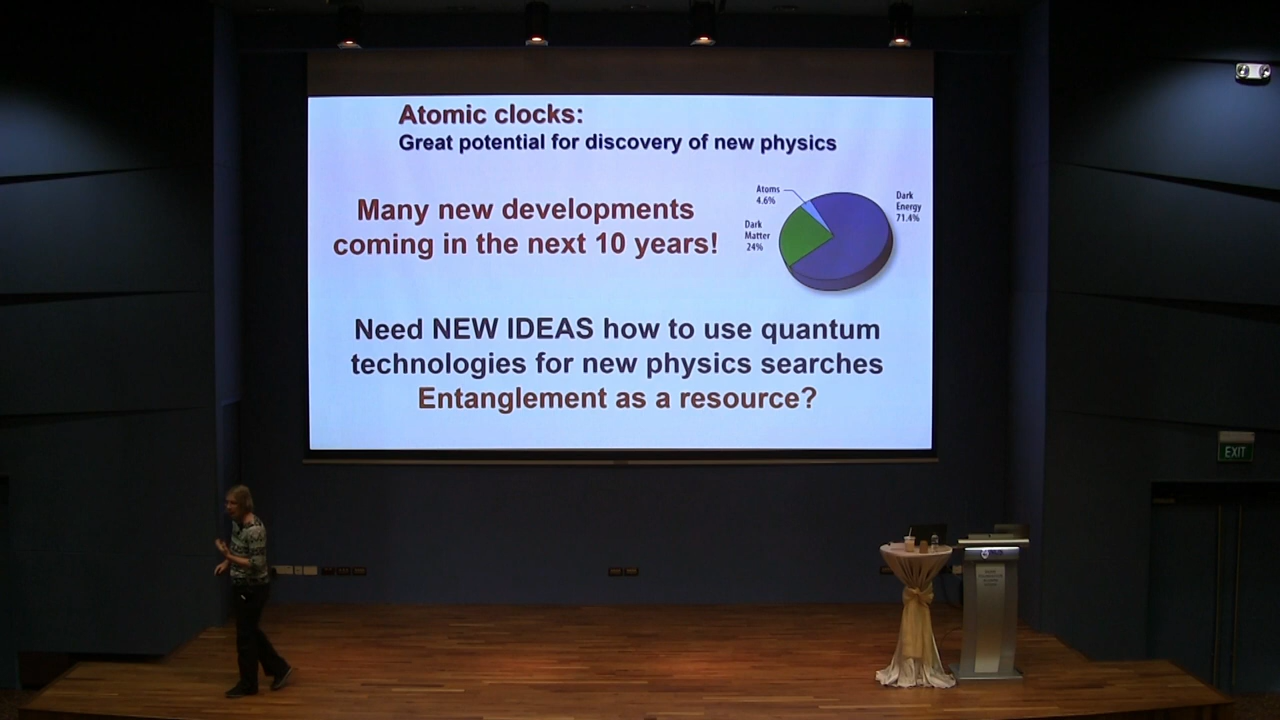 Atomic clocks:
Great potential for discovery of new physics
Many new developments
coming in the next 10 years!
Atoms
4.6%
Dark
Energy
71.4%
Dark
Matter
24%
Need NEW IDEAS how to use quantum
technologies for new physics searches
Entanglement as a resource?
EXIT